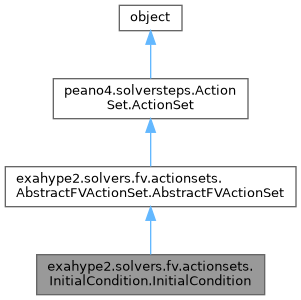 object
peano4.solversteps.Action
Set.ActionSet
exahype2.solvers.fv.actionsets.
AbstractFVActionSet.AbstractFVActionSet
exahype2.solvers.fv.actionsets.
InitialCondition.InitialCondition